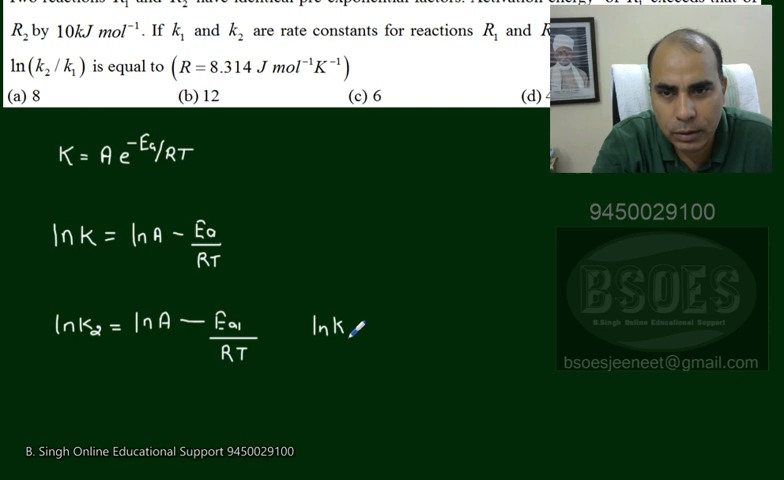 R₂ by 10kJ mol⁻¹. If k₁ and k₂ are rate constants for reactions R₁ and R
ln(k₂ / k₁) is equal to (R = 8.314 J mol⁻¹K⁻¹)
(a) 8 (b) 12 (c) 6 (d) 4
K = A e^-Ea/RT
ln K = ln A - Ea/RT
ln K₂ = ln A - Ea1/RT ln K
9450029100
BSOES
B.Singh Online Educational Support
bsoesjeeneet@gmail.com
B. Singh Online Educational Support 9450029100